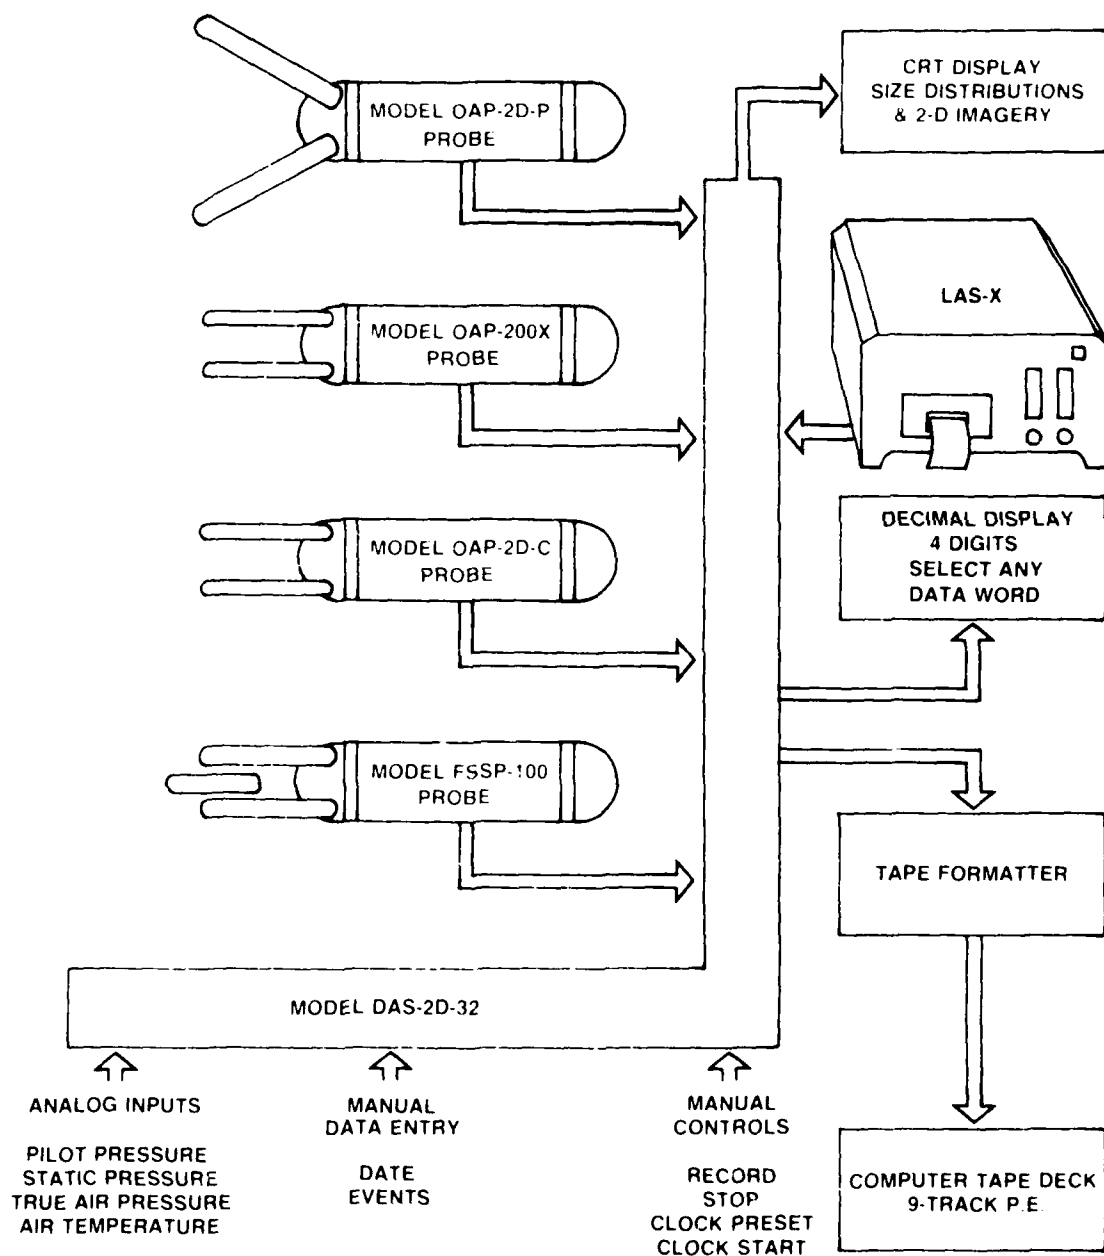 MODEL OAP-2D-P
PROBE
CRT DISPLAY
SIZE DISTRIBUTIONS
& 2-D IMAGERY
MODEL OAP-200X
PROBE
LAS-X
MODEL OAP-2D-C
PROBE
DECIMAL DISPLAY
4 DIGITS
SELECT ANY
DATA WORD
MODEL FSSP-100
PROBE
TAPE FORMATTER
MODEL DAS-2D-32
ANALOG INPUTS
PILOT PRESSURE
STATIC PRESSURE
TRUE AIR PRESSURE
AIR TEMPERATURE
MANUAL
DATA ENTRY
DATE
EVENTS
MANUAL
CONTROLS
RECORD
STOP
CLOCK PRESET
CLOCK START
COMPUTER TAPE DECK
9-TRACK P.E.